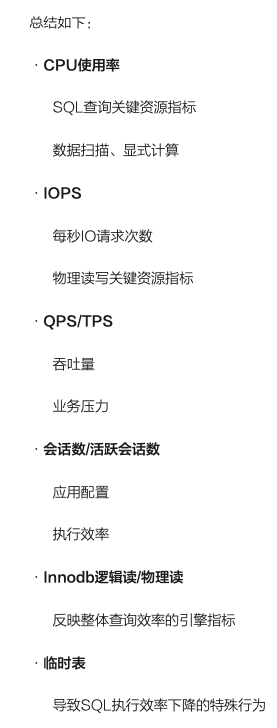 总结如下：
· CPU使用率
SQL查询关键资源指标
数据扫描、显式计算
· IOPS
每秒IO请求次数
物理读写关键资源指标
· QPS/TPS
吞吐量
业务压力
· 会话数/活跃会话数
应用配置
执行效率
· Innodb逻辑读/物理读
反映整体查询效率的引擎指标
· 临时表
导致SQL执行效率下降的特殊行为